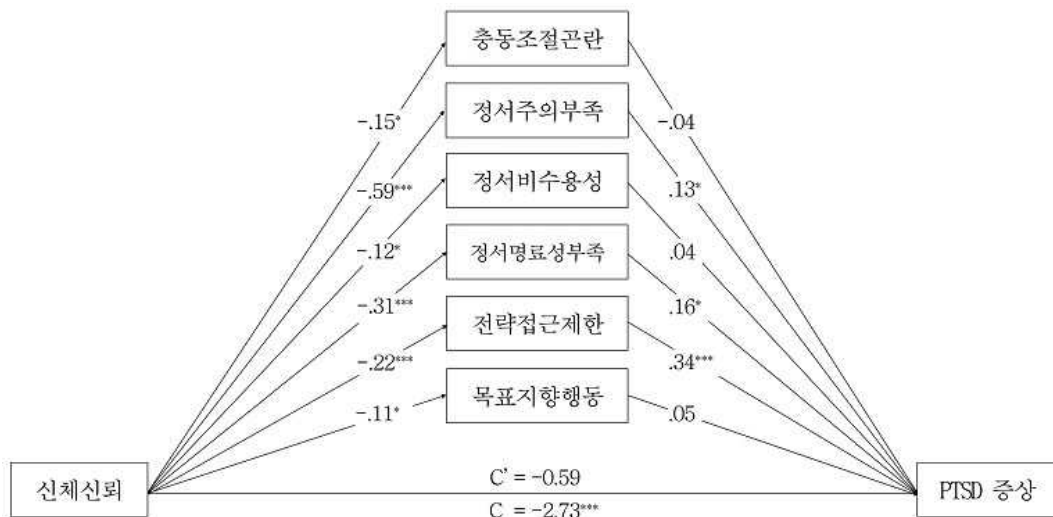 충동조절곤란
정서주의부족
-.15*
-.04
정서비수용성
-.59***
.13*
정서명료성부족
-.12*
.04
-.31***
.16*
전략접근제한
-.22***
.34***
목표지향행동
-.11*
.05
신체신뢰
C' = -0.59
C = -2.73***
PTSD 증상